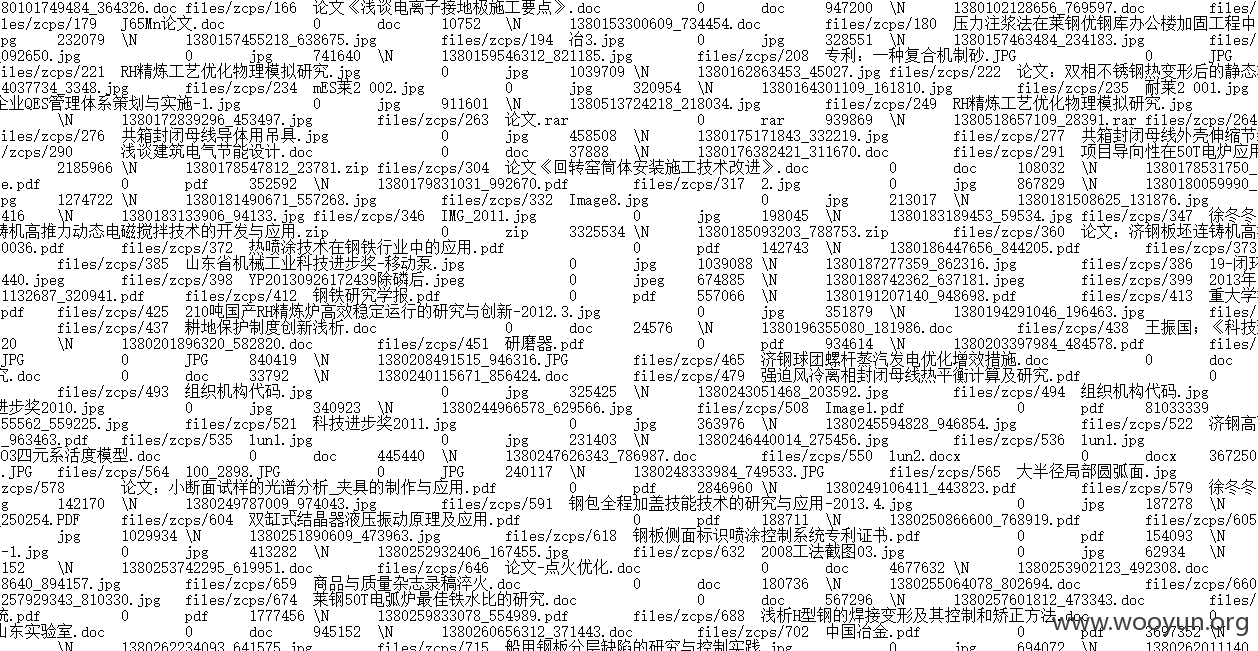 80101749484_364326.doc files/zcps/166 论文《浅谈电离子接地极施工要点》.doc 0 doc 947200 \N 1380102128656_769597.doc files/
iles/zcps/179 J65Mn论文.doc 0 doc 10752 \N 1380153300609_734454.doc files/zcps/180 压力注浆法在莱钢优钢库办公楼加固工程中
pg 232079 \N 1380157455218_638675.jpg files/zcps/194 冶3.jpg 0 jpg 328551 \N 1380157463484_234183.jpg files/zcps/
_092650.jpg 0 jpg 741640 \N 1380159546312_821185.jpg files/zcps/208 专利：一种复合机制砂.JPG 0 JPG
iles/zcps/221 RH精炼工艺优化物理模拟研究.jpg 0 jpg 1039709 \N 1380162863453_45027.jpg files/zcps/222 论文：双相不锈钢热变形后的静态
4037734_3348.jpg files/zcps/234 mES莱2 002.jpg 0 jpg 320954 \N 1380164301109_161810.jpg files/zcps/235 耐莱2 001.jpg
企业QES管理体系策划与实施-1.jpg 0 jpg 911601 \N 1380513724218_218034.jpg files/zcps/249 RH精炼工艺优化物理模拟研究.jpg
\N 1380172839296_453497.jpg files/zcps/263 论文.rar 0 rar 939869 \N 1380518657109_28391.rar files/zcps/264
iles/zcps/276 共箱封闭母线导体用吊具.jpg 0 jpg 458508 \N 1380175171843_332219.jpg files/zcps/277 共箱封闭母线外壳伸缩节
/zcps/290 浅谈建筑电气节能设计.doc 0 doc 37888 \N 1380176382421_311670.doc files/zcps/291 项目导向性在50T电炉应用
2185966 \N 1380178547812_23781.zip files/zcps/304 论文《回转窑筒体安装施工技术改进》.doc 0 doc 108032 \N 1380178531750_
e.pdf 0 pdf 352592 \N 1380179831031_992670.pdf files/zcps/317 2.jpg 0 jpg 867829 \N 1380180059990_
pg 1274722 \N 1380181490671_557268.jpg files/zcps/332 Image8.jpg 0 jpg 213017 \N 1380181508625_131876.jpg
416 \N 1380183133906_94133.jpg files/zcps/346 IMG_2011.jpg 0 jpg 198045 \N 1380183189453_59534.jpg files/zcps/347 徐冬冬
铸机高推力动态电磁搅拌技术的开发与应用.zip 0 zip 3325534 \N 1380185093203_788753.zip files/zcps/360 论文：济钢板坯连铸机高
0036.pdf files/zcps/372 热喷涂技术在钢铁行业中的应用.pdf 0 pdf 142743 \N 1380186447656_844205.pdf files/zcps/373
files/zcps/385 山东省机械工业科技进步奖-移动泵.jpg 0 jpg 1039088 \N 1380187277359_862316.jpg files/zcps/386 19-闭环
440.jpeg files/zcps/398 YP20130926172439除磷后.jpeg 0 jpeg 674885 \N 1380188742362_637181.jpeg files/zcps/399 2013年
1132687_320941.pdf files/zcps/412 钢铁研究学报.pdf 0 pdf 557066 \N 1380191207140_948698.pdf files/zcps/413 重大学
pdf files/zcps/425 210吨国产RH精炼炉高效稳定运行的研究与创新-2012.3.jpg 0 jpg 351879 \N 1380194291046_196463.jpg files/
files/zcps/437 耕地保护制度创新浅析.doc 0 doc 24576 \N 1380196355080_181986.doc files/zcps/438 王振国：《科技
20 \N 1380201896320_582820.doc files/zcps/451 研磨器.pdf 0 pdf 934614 \N 1380203397984_484578.pdf files/
JPG 0 JPG 840419 \N 1380208491515_946316.JPG files/zcps/465 济钢球团螺杆蒸汽发电优化增效措施.doc 0 doc
究.doc 0 doc 33792 \N 1380240115671_856424.doc files/zcps/479 强迫风冷离相封闭母线热平衡计算及研究.pdf 0
files/zcps/493 组织机构代码.jpg 0 jpg 325425 \N 1380243051468_203592.jpg files/zcps/494 组织机构代码.jpg
进步奖2010.jpg 0 jpg 340923 \N 1380244966578_629566.jpg files/zcps/508 Image1.pdf 0 pdf 81033339
55562_559225.jpg files/zcps/521 科技进步奖2011.jpg 0 jpg 363976 \N 1380245594828_946854.jpg files/zcps/522 济钢高
_963463.pdf files/zcps/535 lun1.jpg 0 jpg 231403 \N 1380246440014_275456.jpg files/zcps/536 lun1.jpg
O3四元系活度模型.doc 0 doc 445440 \N 1380247626343_786987.doc files/zcps/550 lun2.docx 0 docx 367250
.JPG files/zcps/564 100_2898.JPG 0 JPG 240117 \N 1380248333984_749533.JPG files/zcps/565 大半径局部圆弧面.jpg
zcps/578 论文：小断面试样的光谱分析_夹具的制作与应用.pdf 0 pdf 2846960 \N 1380249106411_443823.pdf files/zcps/579 徐冬冬
g 142170 \N 1380249787009_974043.jpg files/zcps/591 钢包全程加盖技能技术的研究与应用-2013.4.jpg 0 jpg 187278 \N
250254.PDF files/zcps/604 双缸式结晶器液压振动原理及应用.pdf 0 pdf 188711 \N 1380250866600_768919.pdf files/zcps/605
jpg 1029934 \N 1380251890609_473963.jpg files/zcps/618 钢板侧面标识喷涂控制系统专利证书.pdf 0 pdf 154093 \N
-1.jpg 0 jpg 413282 \N 1380252932406_167455.jpg files/zcps/632 2008工法截图03.jpg 0 jpg 62934 \N
152 \N 1380253742295_619951.doc files/zcps/646 论文-点火优化.doc 0 doc 4677632 \N 1380253902123_492308.doc
8640_894157.jpg files/zcps/659 商品与质量杂志录稿淬火.doc 0 doc 180736 \N 1380255064078_802694.doc files/zcps/660
257929343_810330.jpg files/zcps/674 莱钢50T电弧炉最佳铁水比的研究.doc 0 doc 567296 \N 1380257601812_473343.doc files/
统.pdf 0 pdf 1777456 \N 1380259833078_554989.pdf files/zcps/688 浅析H型钢的焊接变形及其控制和矫正方法.doc 0 doc
山东实验室.doc 0 doc 945152 \N 1380260656312_371443.doc files/zcps/702 中国冶金.pdf 0 pdf 3697352 \N
\N 1380262234093_641575.jpg files/zcps/715 船用钢板分层缺陷的研究与控制实践.jpg 0 jpg 694072 \N 1380262011140_
www.wooyun.org